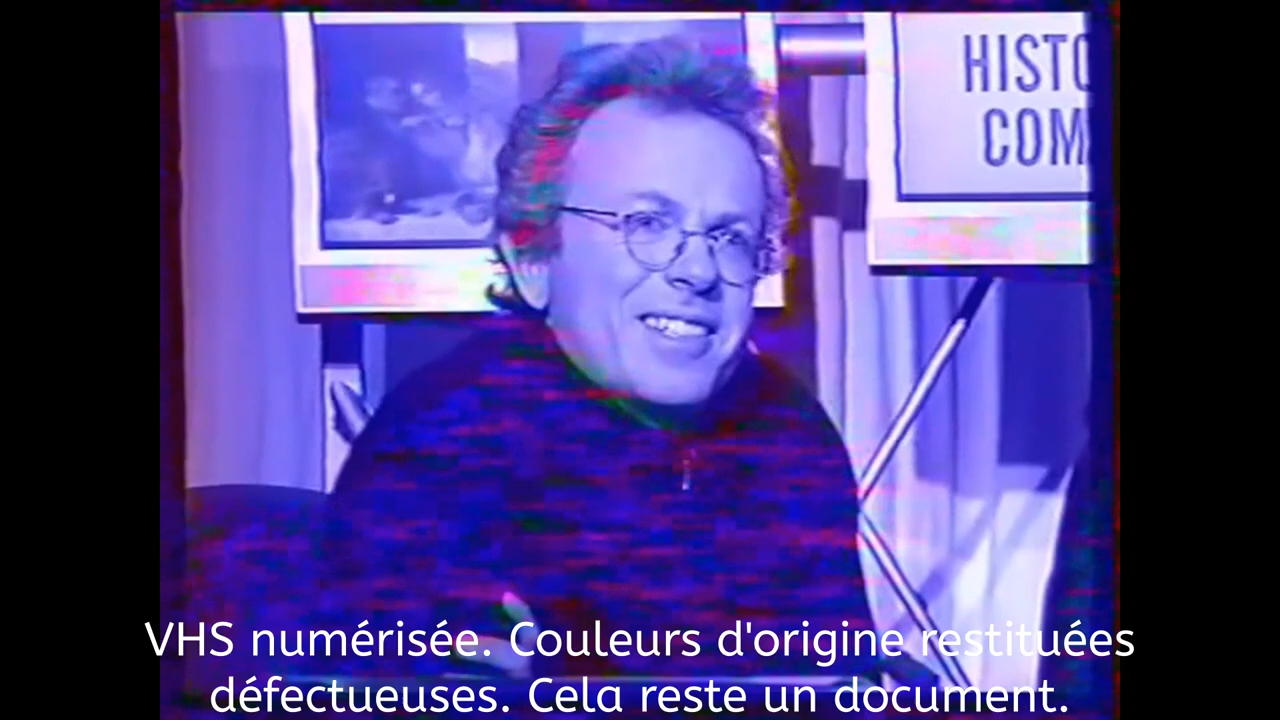 HISTO
COM
VHS numérisée. Couleurs d'origine restituées
défectueuses. Cela reste un document.